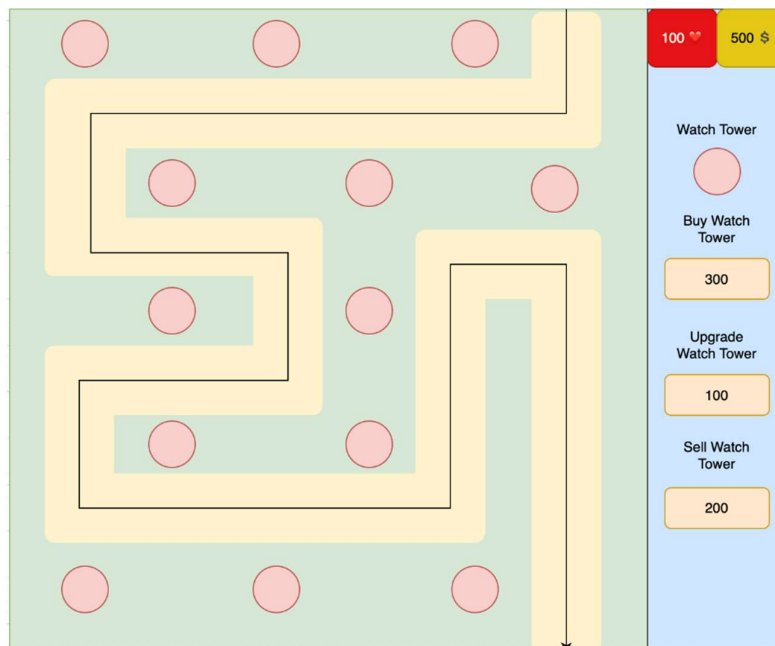 100 ❤️
500 $
Watch Tower
Buy Watch
Tower
300
Upgrade
Watch Tower
100
Sell Watch
Tower
200